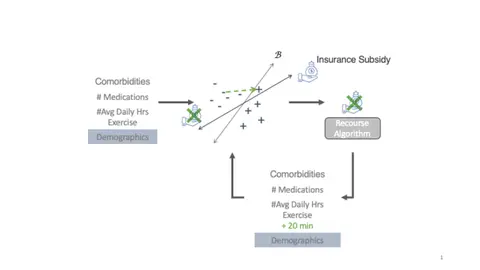 B
Insurance Subsidy
Comorbidities
# Medications
#Avg Daily Hrs
Exercise
Demographics
Recourse
Algorithm
Comorbidities
# Medications
#Avg Daily Hrs
Exercise
+ 20 min
Demographics
1